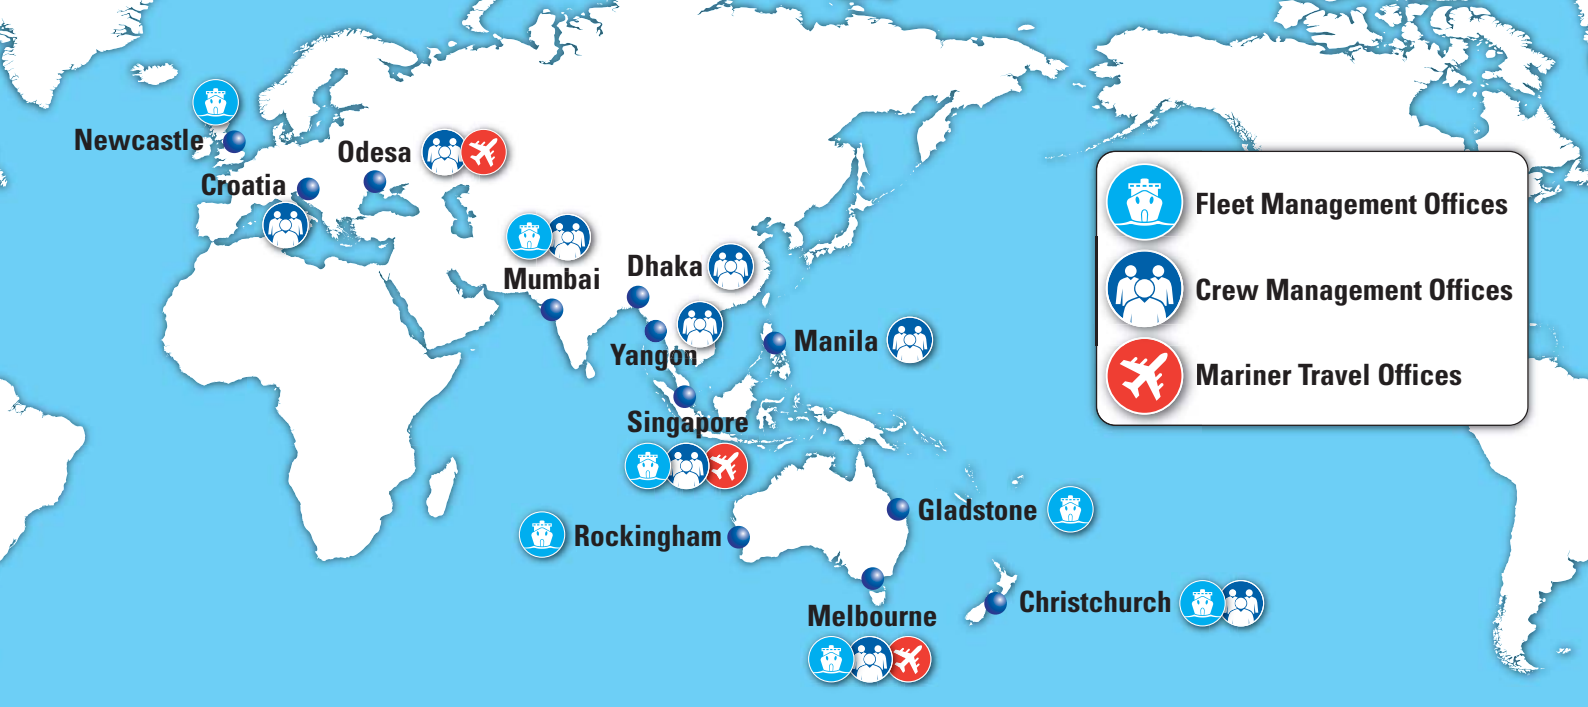 Newcastle
Odesa
Croatia
Mumbai
Dhaka
Yangon
Manila
Singapore
Rockingham
Gladstone
Melbourne
Christchurch
Fleet Management Offices
Crew Management Offices
Mariner Travel Offices